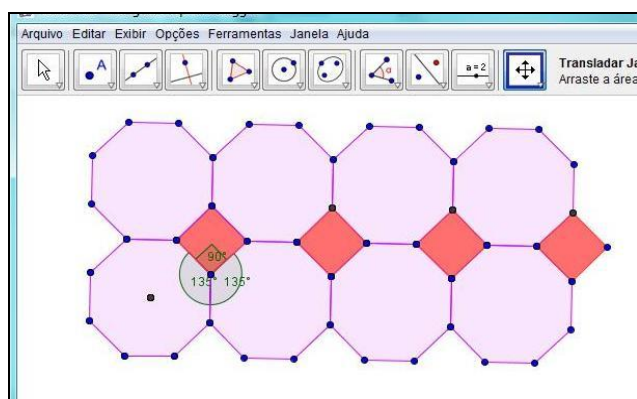 Arquivo Editar Exibir Opções Ferramentas Janela Ajuda
A
a = 2
Transladar Ja
Arraste a área
90°
135° 135°